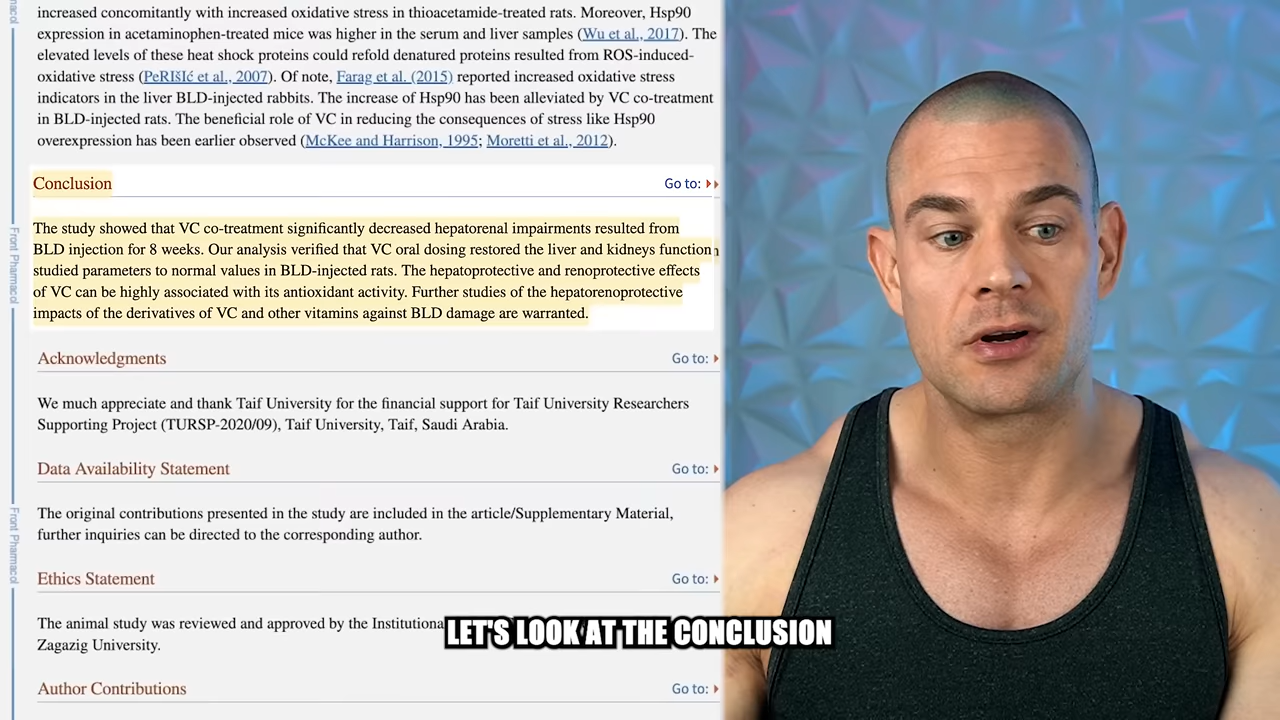 increased concomitantly with increased oxidative stress in thioacetamide-treated rats. Moreover, Hsp90
expression in acetaminophen-treated mice was higher in the serum and liver samples (Wu et al., 2017). The
elevated levels of these heat shock proteins could refold denatured proteins resulted from ROS-induced-
oxidative stress (PeRIšIć et al., 2007). Of note, Farag et al. (2015) reported increased oxidative stress
indicators in the liver BLD-injected rabbits. The increase of Hsp90 has been alleviated by VC co-treatment
in BLD-injected rats. The beneficial role of VC in reducing the consequences of stress like Hsp90
overexpression has been earlier observed (McKee and Harrison, 1995; Moretti et al., 2012).
Conclusion Go to:
The study showed that VC co-treatment significantly decreased hepatorenal impairments resulted from
BLD injection for 8 weeks. Our analysis verified that VC oral dosing restored the liver and kidneys function
studied parameters to normal values in BLD-injected rats. The hepatoprotective and renoprotective effects
of VC can be highly associated with its antioxidant activity. Further studies of the hepatorenoprotective
impacts of the derivatives of VC and other vitamins against BLD damage are warranted.
Acknowledgments Go to:
We much appreciate and thank Taif University for the financial support for Taif University Researchers
Supporting Project (TURSP-2020/09), Taif University, Taif, Saudi Arabia.
Data Availability Statement Go to:
The original contributions presented in the study are included in the article/Supplementary Material,
further inquiries can be directed to the corresponding author.
Ethics Statement Go to:
The animal study was reviewed and approved by the Institutiona
Zagazig University.
Author Contributions Go to:
LET'S LOOK AT THE CONCLUSION
Front Pharmacol
Front Pharmacol